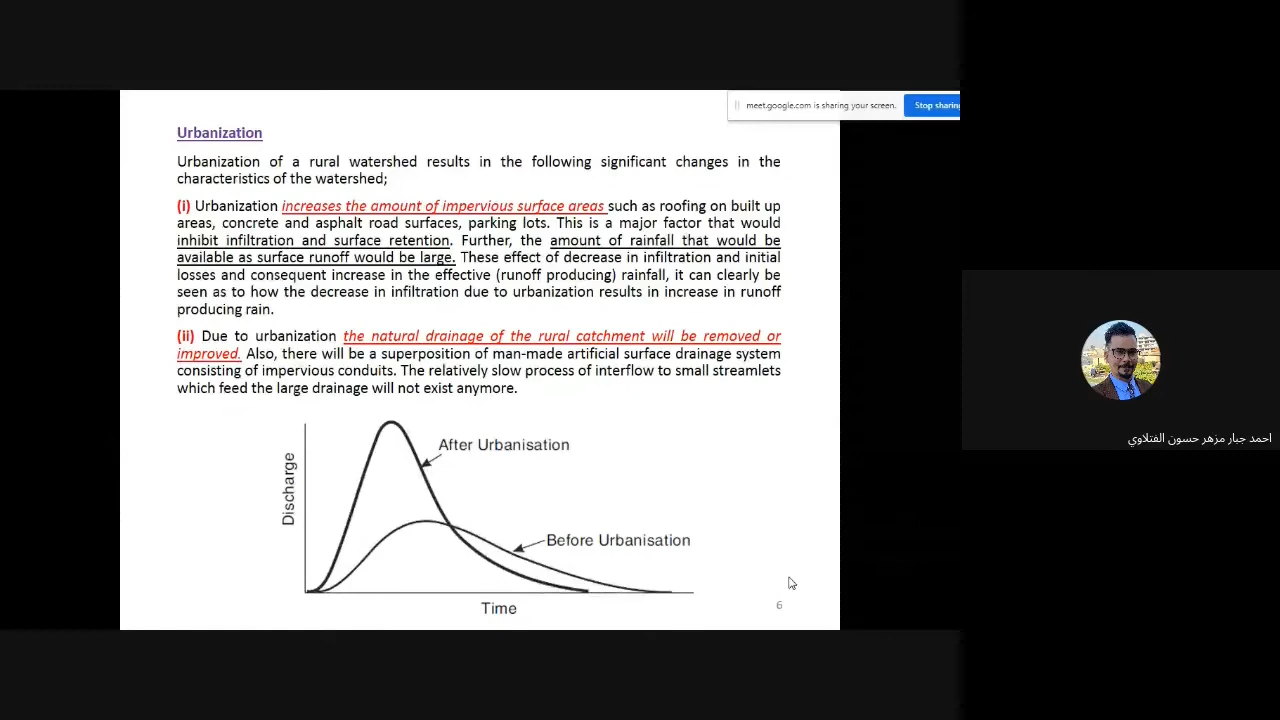 meet.google.com is sharing your screen.
Stop sharing
Urbanization
Urbanization of a rural watershed results in the following significant changes in the
characteristics of the watershed;
(i) Urbanization increases the amount of impervious surface areas such as roofing on built up
areas, concrete and asphalt road surfaces, parking lots. This is a major factor that would
inhibit infiltration and surface retention. Further, the amount of rainfall that would be
available as surface runoff would be large. These effect of decrease in infiltration and initial
losses and consequent increase in the effective (runoff producing) rainfall, it can clearly be
seen as to how the decrease in infiltration due to urbanization results in increase in runoff
producing rain.
(ii) Due to urbanization the natural drainage of the rural catchment will be removed or
improved. Also, there will be a superposition of man-made artificial surface drainage system
consisting of impervious conduits. The relatively slow process of interflow to small streamlets
which feed the large drainage will not exist anymore.
After Urbanisation
Discharge
Before Urbanisation
Time
6
احمد جبار مزهر حسون الفتلاوي